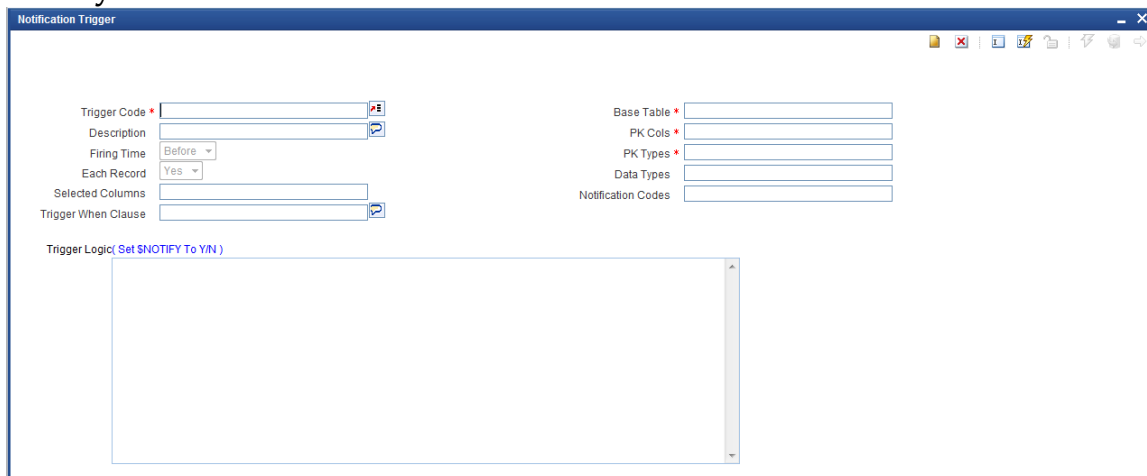 Notification Trigger
Trigger Code *
Description
Firing Time Before
Each Record Yes
Selected Columns
Trigger When Clause
Base Table *
PK Cols *
PK Types *
Data Types
Notification Codes
Trigger Logic( Set $NOTIFY To Y/N )